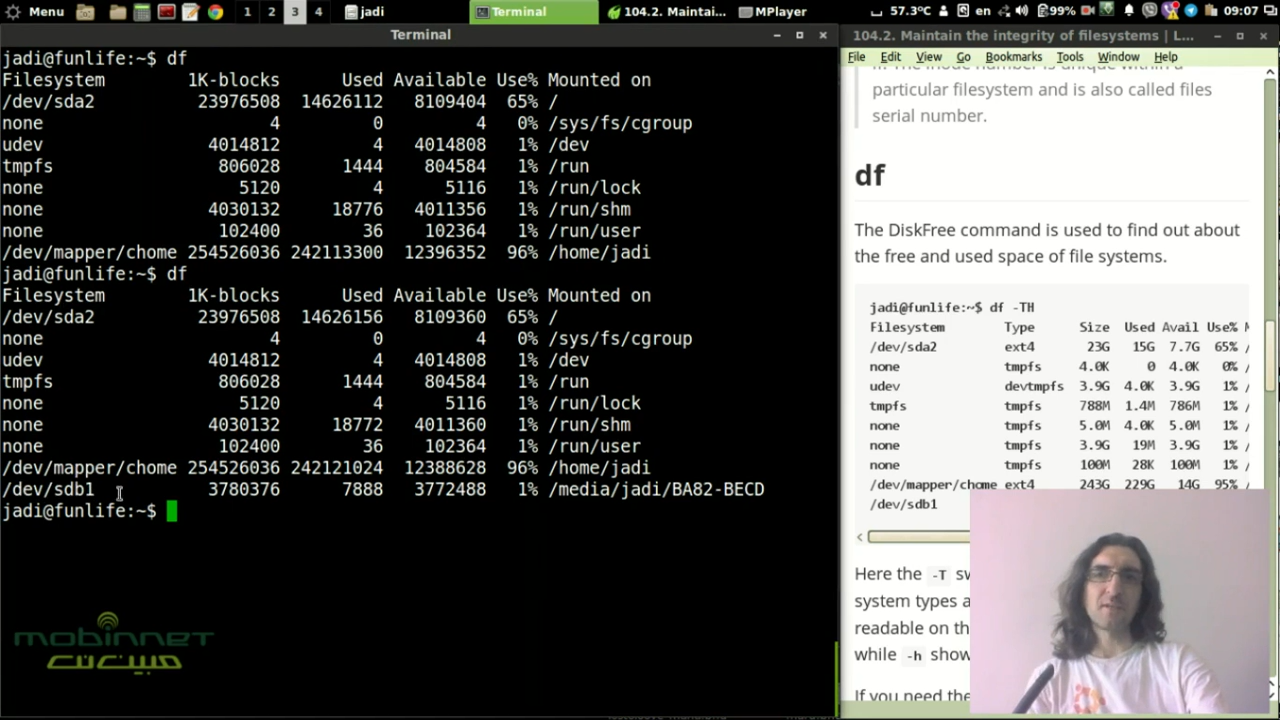 Menu 1 2 3 4 jadi Terminal 104.2. Maintai... MPlayer 57.3°C en 99% 09:07
Terminal
jadi@funlife:~$ df
Filesystem 1K-blocks Used Available Use% Mounted on
/dev/sda2 23976508 14626112 8109404 65% /
none 4 0 4 0% /sys/fs/cgroup
udev 4014812 4 4014808 1% /dev
tmpfs 806028 1444 804584 1% /run
none 5120 4 5116 1% /run/lock
none 4030132 18776 4011356 1% /run/shm
none 102400 36 102364 1% /run/user
/dev/mapper/chome 254526036 242113300 12396352 96% /home/jadi
jadi@funlife:~$ df
Filesystem 1K-blocks Used Available Use% Mounted on
/dev/sda2 23976508 14626156 8109360 65% /
none 4 0 4 0% /sys/fs/cgroup
udev 4014812 4 4014808 1% /dev
tmpfs 806028 1444 804584 1% /run
none 5120 4 5116 1% /run/lock
none 4030132 18772 4011360 1% /run/shm
none 102400 36 102364 1% /run/user
/dev/mapper/chome 254526036 242121024 12388628 96% /home/jadi
/dev/sdb1 3780376 7888 3772488 1% /media/jadi/BA82-BECD
jadi@funlife:~$
mobinnet
مبین نت
104.2. Maintain the integrity of filesystems | L...
File Edit View Go Bookmarks Tools Window Help
The inode number is unique within a
particular filesystem and is also called files
serial number.
df
The DiskFree command is used to find out about
the free and used space of file systems.
jadi@funlife:~$ df -TH
Filesystem Type Size Used Avail Use% M
/dev/sda2 ext4 23G 15G 7.7G 65% /
none tmpfs 4.0K 0 4.0K 0% /
udev devtmpfs 3.9G 4.0K 3.9G 1% /
tmpfs tmpfs 788M 1.4M 786M 1% /
none tmpfs 5.0M 4.0K 5.0M 1% /
none tmpfs 3.9G 19M 3.9G 1% /
none tmpfs 100M 28K 100M 1% /
/dev/mapper/chome ext4 243G 229G 14G 95% /
/dev/sdb1
Here the -T sw
system types a
readable on th
while -h show
If you need the